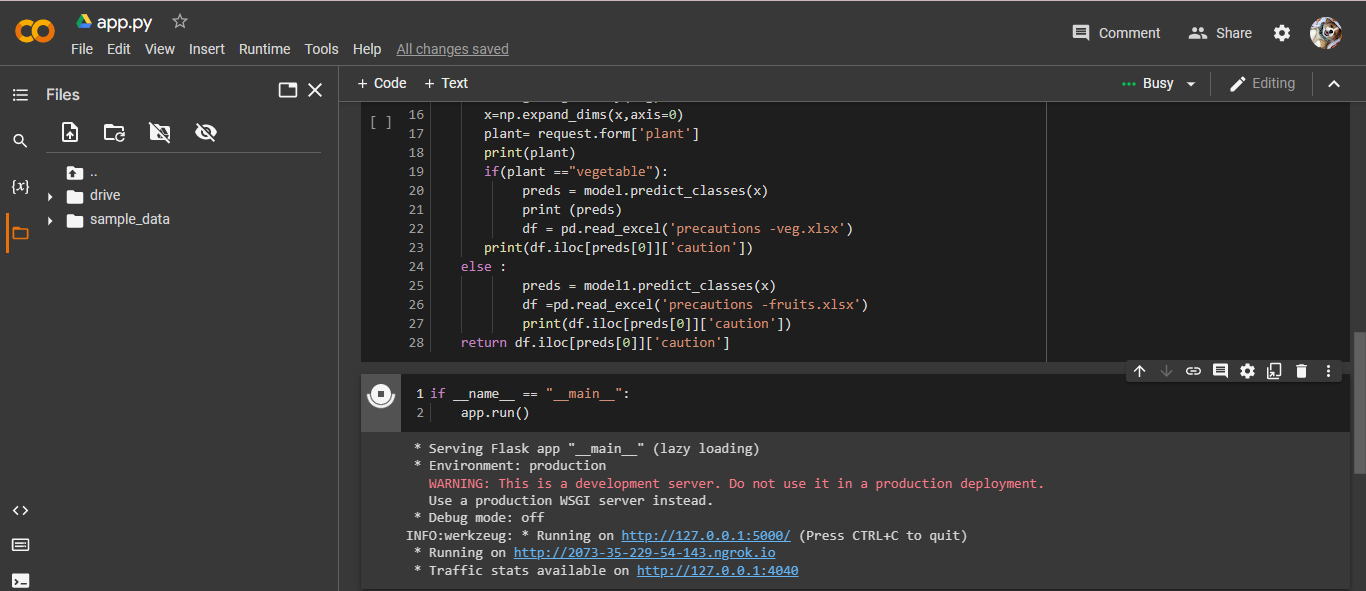 app.py
File Edit View Insert Runtime Tools Help All changes saved
Comment Share
Files
+ Code + Text
Busy Editing
..
drive
sample_data
[ ]
16 x=np.expand_dims(x,axis=0)
17 plant= request.form['plant']
18 print(plant)
19 if(plant =="vegetable"):
20 preds = model.predict_classes(x)
21 print (preds)
22 df = pd.read_excel('precautions -veg.xlsx')
23 print(df.iloc[preds[0]]['caution'])
24 else :
25 preds = model1.predict_classes(x)
26 df =pd.read_excel('precautions -fruits.xlsx')
27 print(df.iloc[preds[0]]['caution'])
28 return df.iloc[preds[0]]['caution']
1 if __name__ == "__main__":
2 app.run()
* Serving Flask app "__main__" (lazy loading)
* Environment: production
WARNING: This is a development server. Do not use it in a production deployment.
Use a production WSGI server instead.
* Debug mode: off
INFO:werkzeug: * Running on http://127.0.0.1:5000/ (Press CTRL+C to quit)
* Running on http://2073-35-229-54-143.ngrok.io
* Traffic stats available on http://127.0.0.1:4040